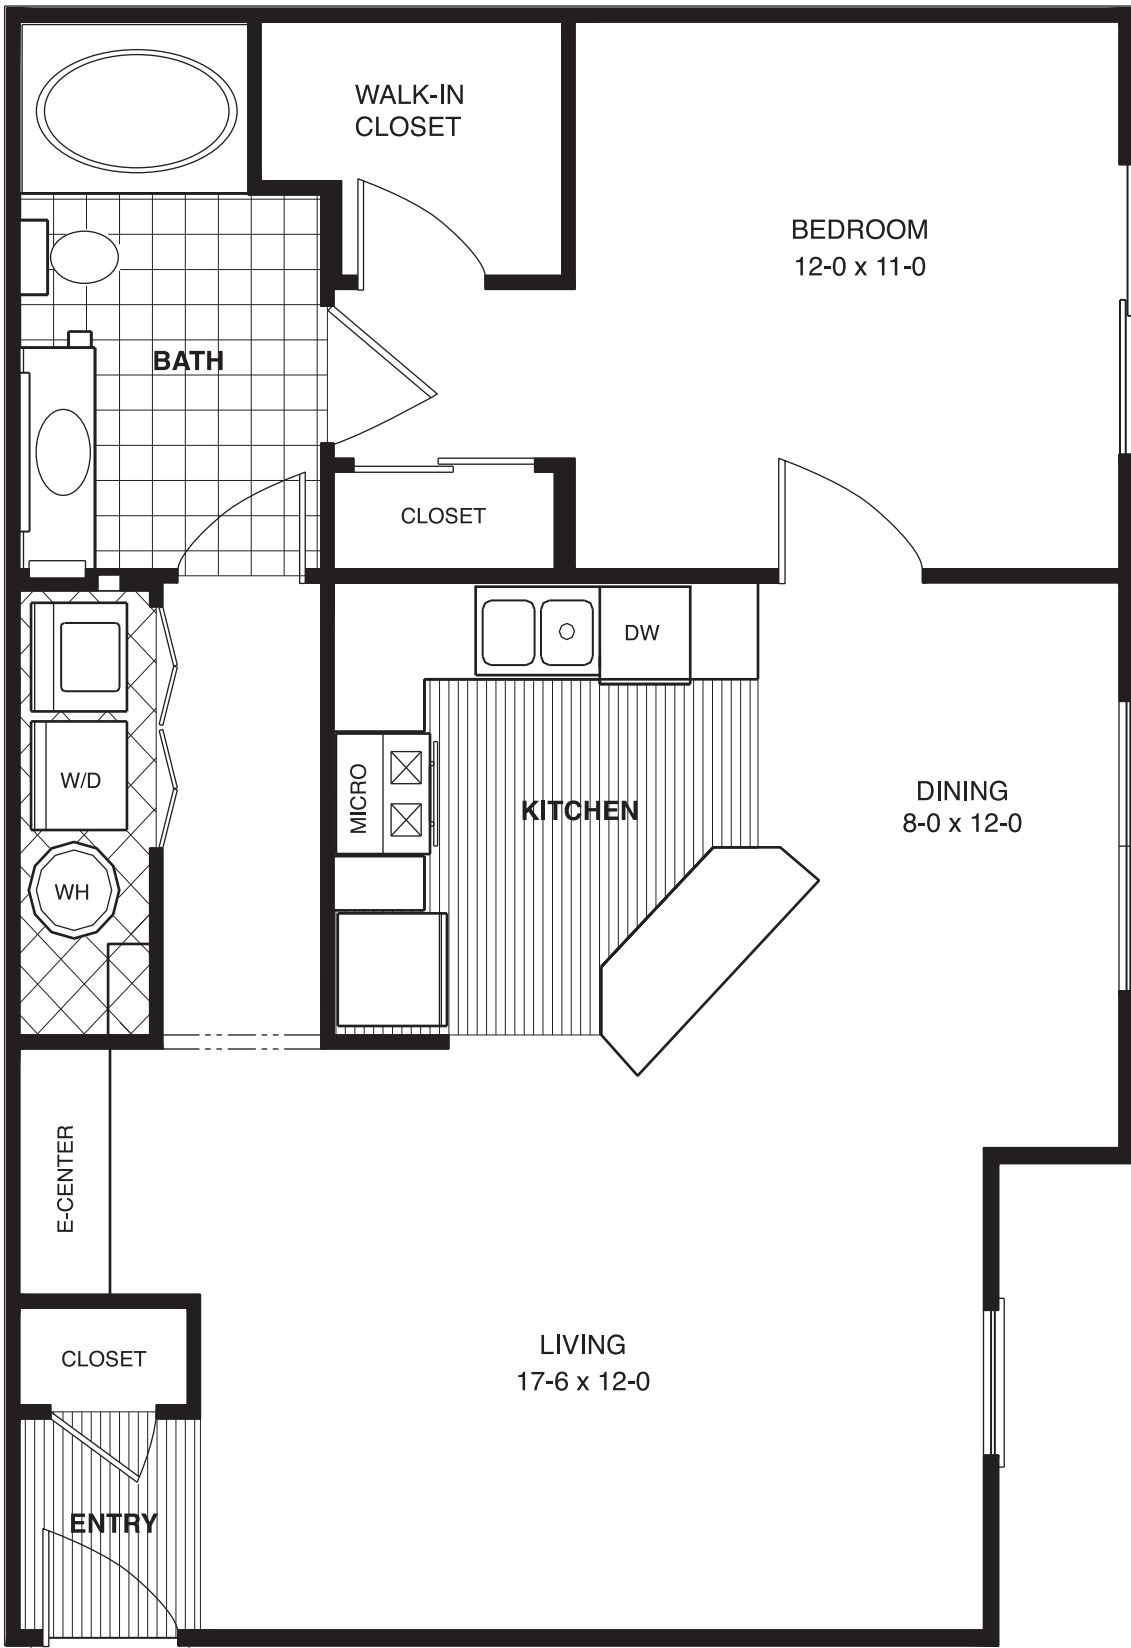 WALK-IN
CLOSET
BEDROOM
12-0 x 11-0
BATH
CLOSET
DW
W/D
MICRO
KITCHEN
DINING
8-0 x 12-0
WH
E-CENTER
CLOSET
LIVING
17-6 x 12-0
ENTRY